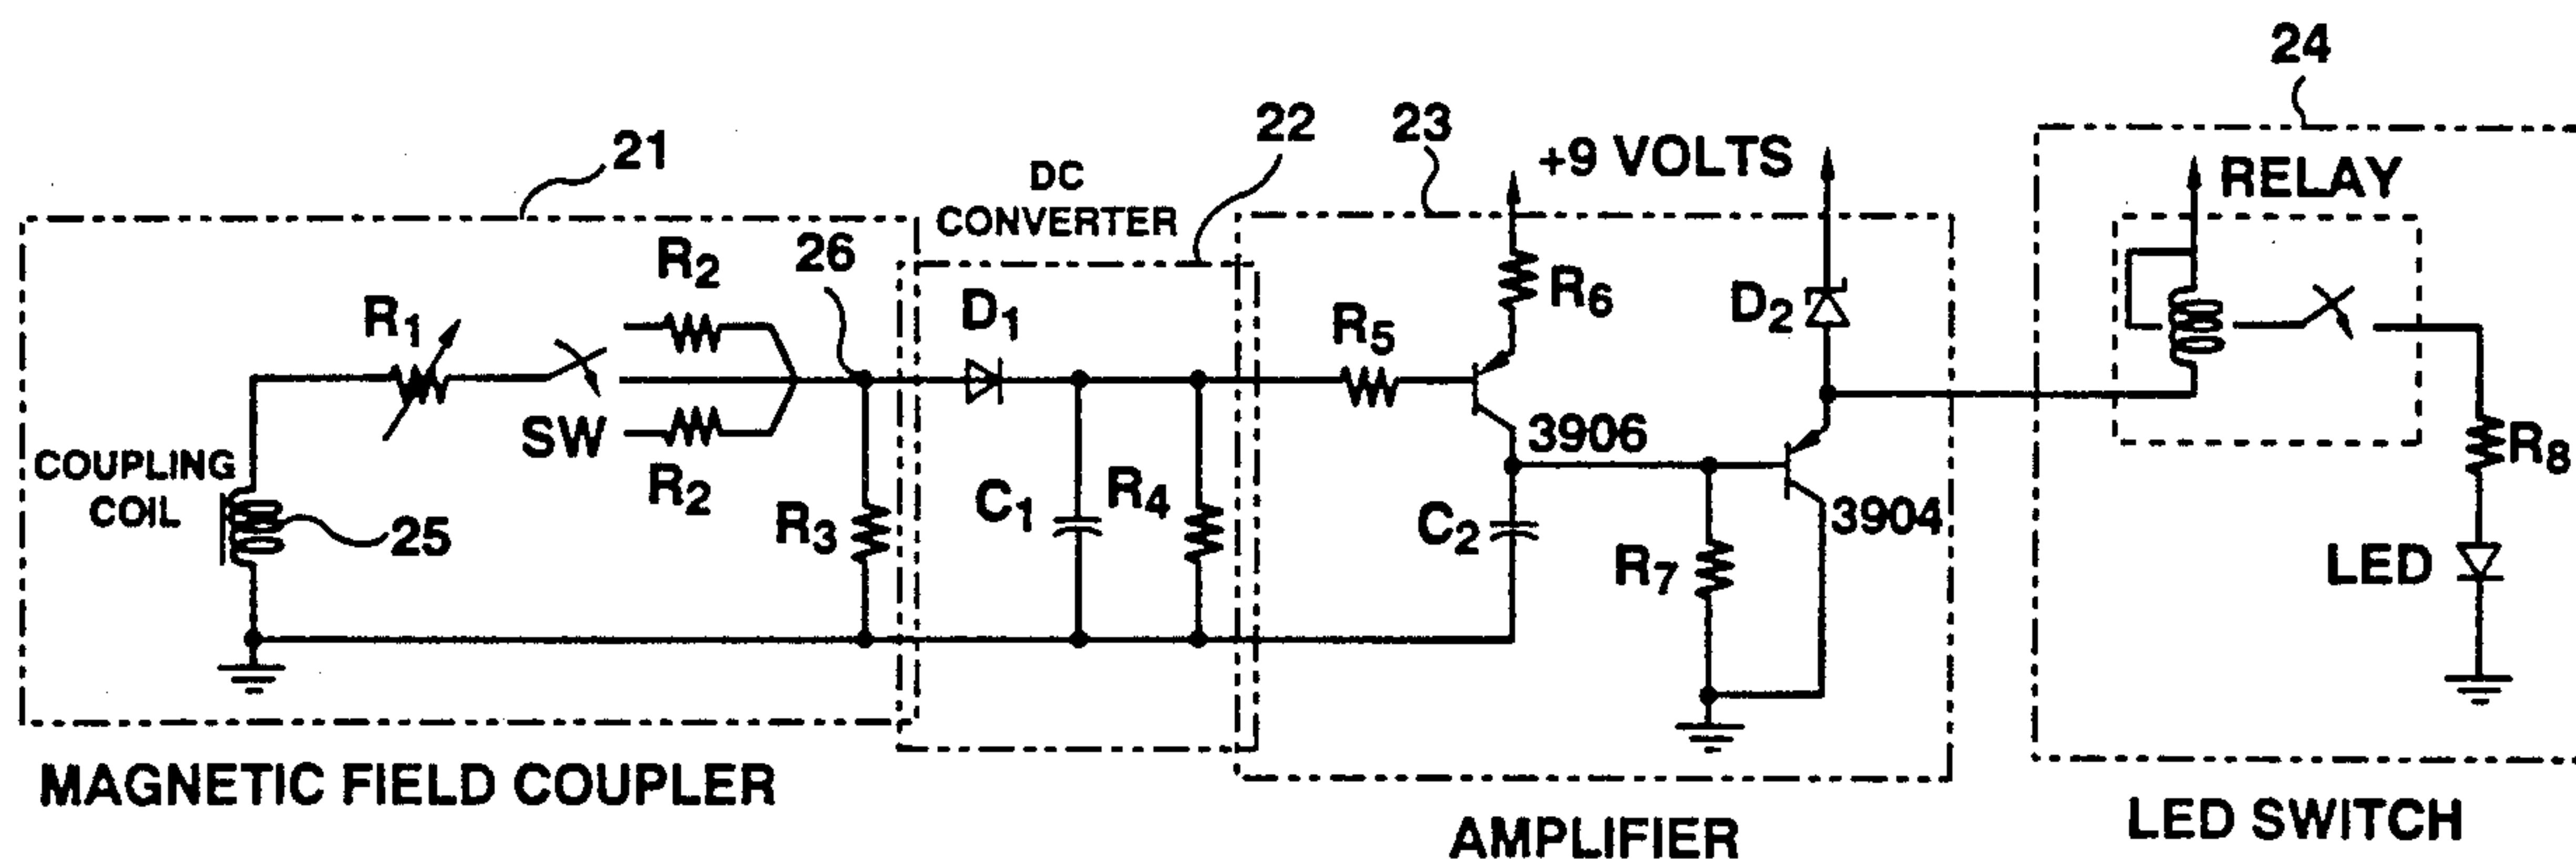 24
21
22
23
+9 VOLTS
DC
CONVERTER
RELAY
R2
26
R1
D1
R6
D2
R5
SW
3906
R8
COUPLING
COIL
R2
25
R3
C1
R4
C2
R7
3904
LED
MAGNETIC FIELD COUPLER
AMPLIFIER
LED SWITCH